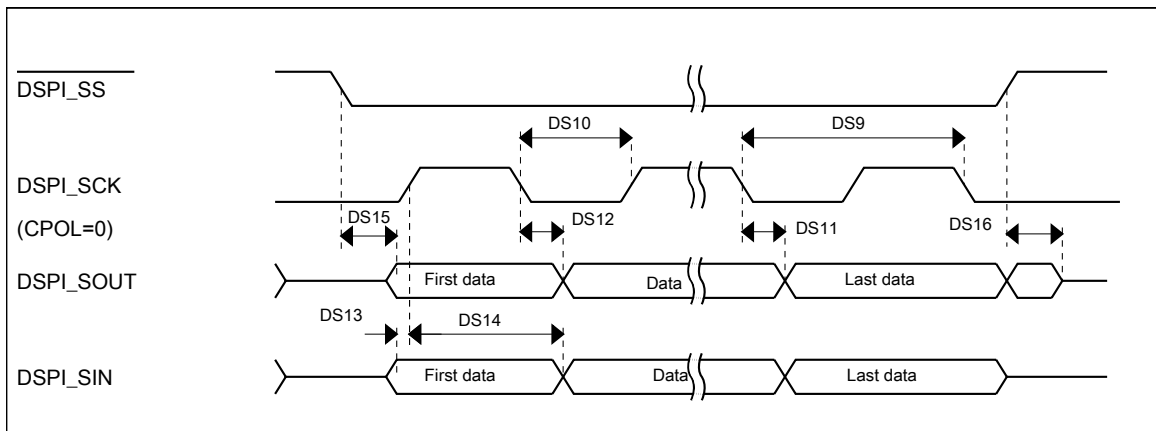 DSPI_SS
DS10
DS9
DSPI_SCK
(CPOL=0)
DS15
DS12
DS11
DS16
DSPI_SOUT
First data
Data
Last data
DS13
DS14
DSPI_SIN
First data
Data
Last data